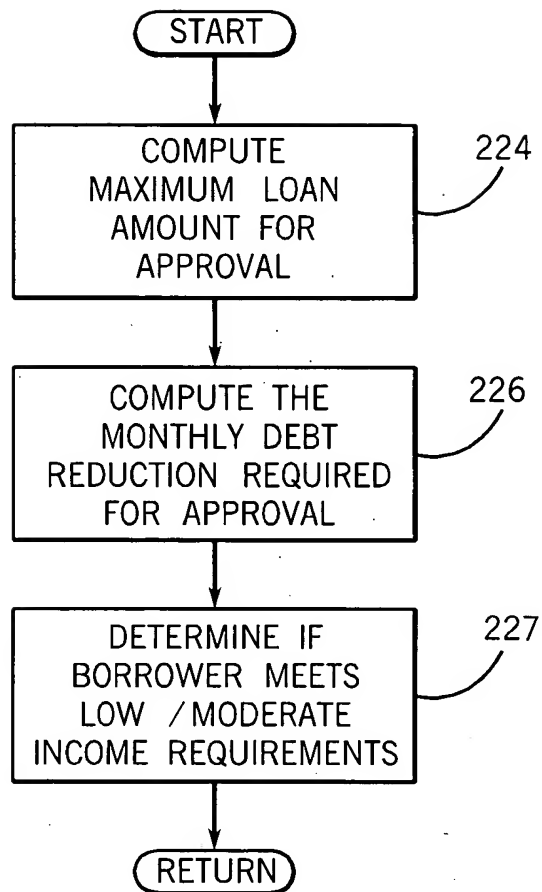 START
COMPUTE
MAXIMUM LOAN
AMOUNT FOR
APPROVAL
224
COMPUTE THE
MONTHLY DEBT
REDUCTION REQUIRED
FOR APPROVAL
226
DETERMINE IF
BORROWER MEETS
LOW /MODERATE
INCOME REQUIREMENTS
227
RETURN